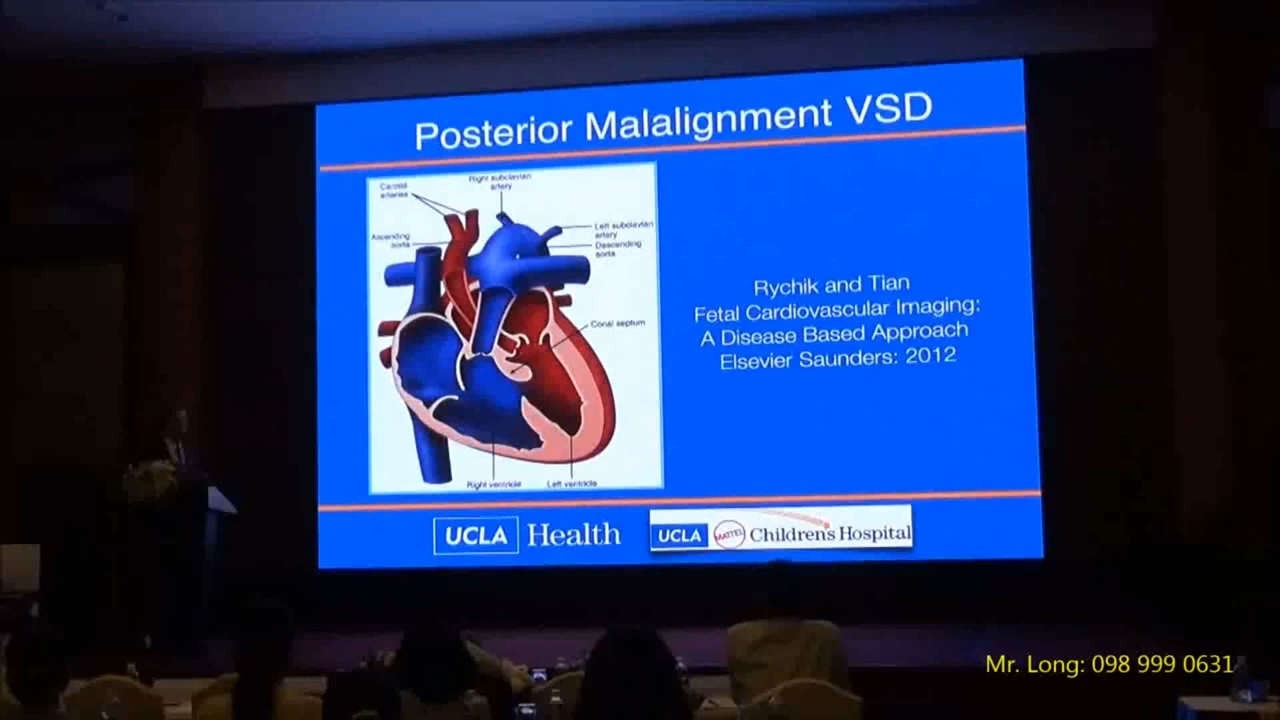 Posterior Malalignment VSD
Carotid
arteries
Right subclavian
artery
Ascending
aorta
Left subclavian
artery
Descending
aorta
Conal septum
Right ventricle
Left ventricle
Rychik and Tian
Fetal Cardiovascular Imaging:
A Disease Based Approach
Elsevier Saunders: 2012
UCLA Health
UCLA MATTEL Children's Hospital
Mr. Long: 098 999 0631